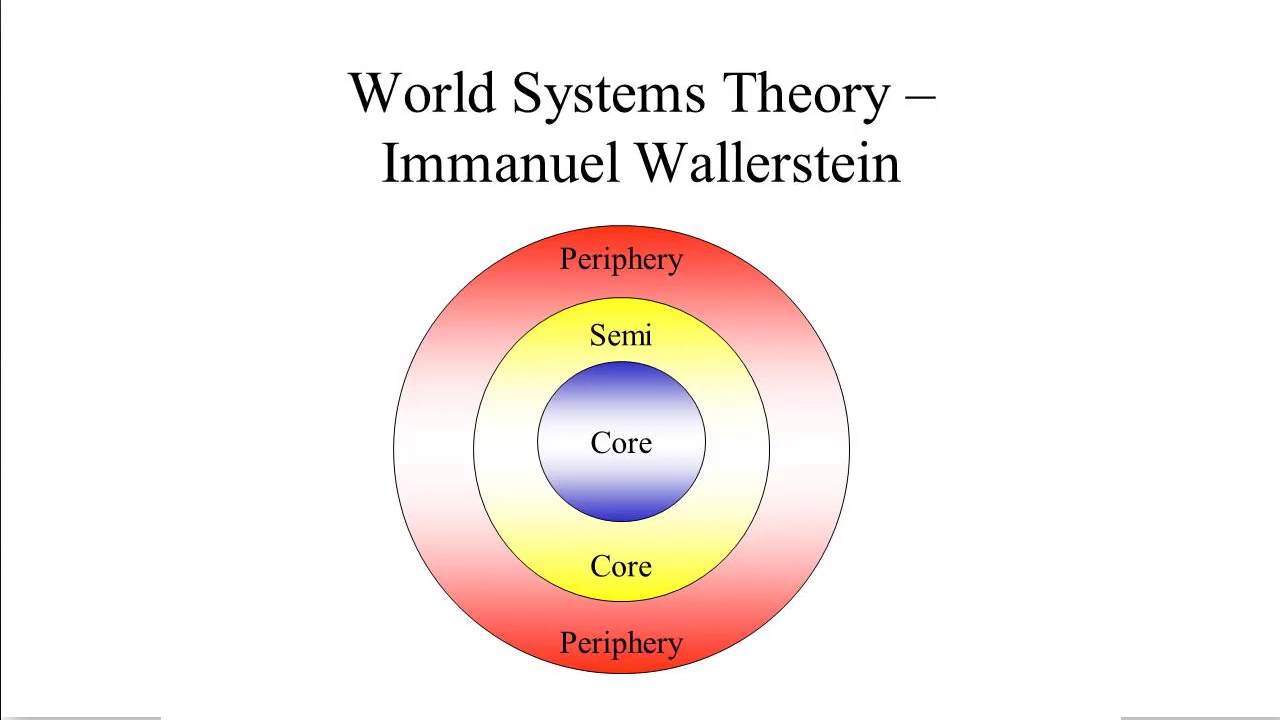 World Systems Theory –
Immanuel Wallerstein
Periphery
Semi
Core
Core
Periphery